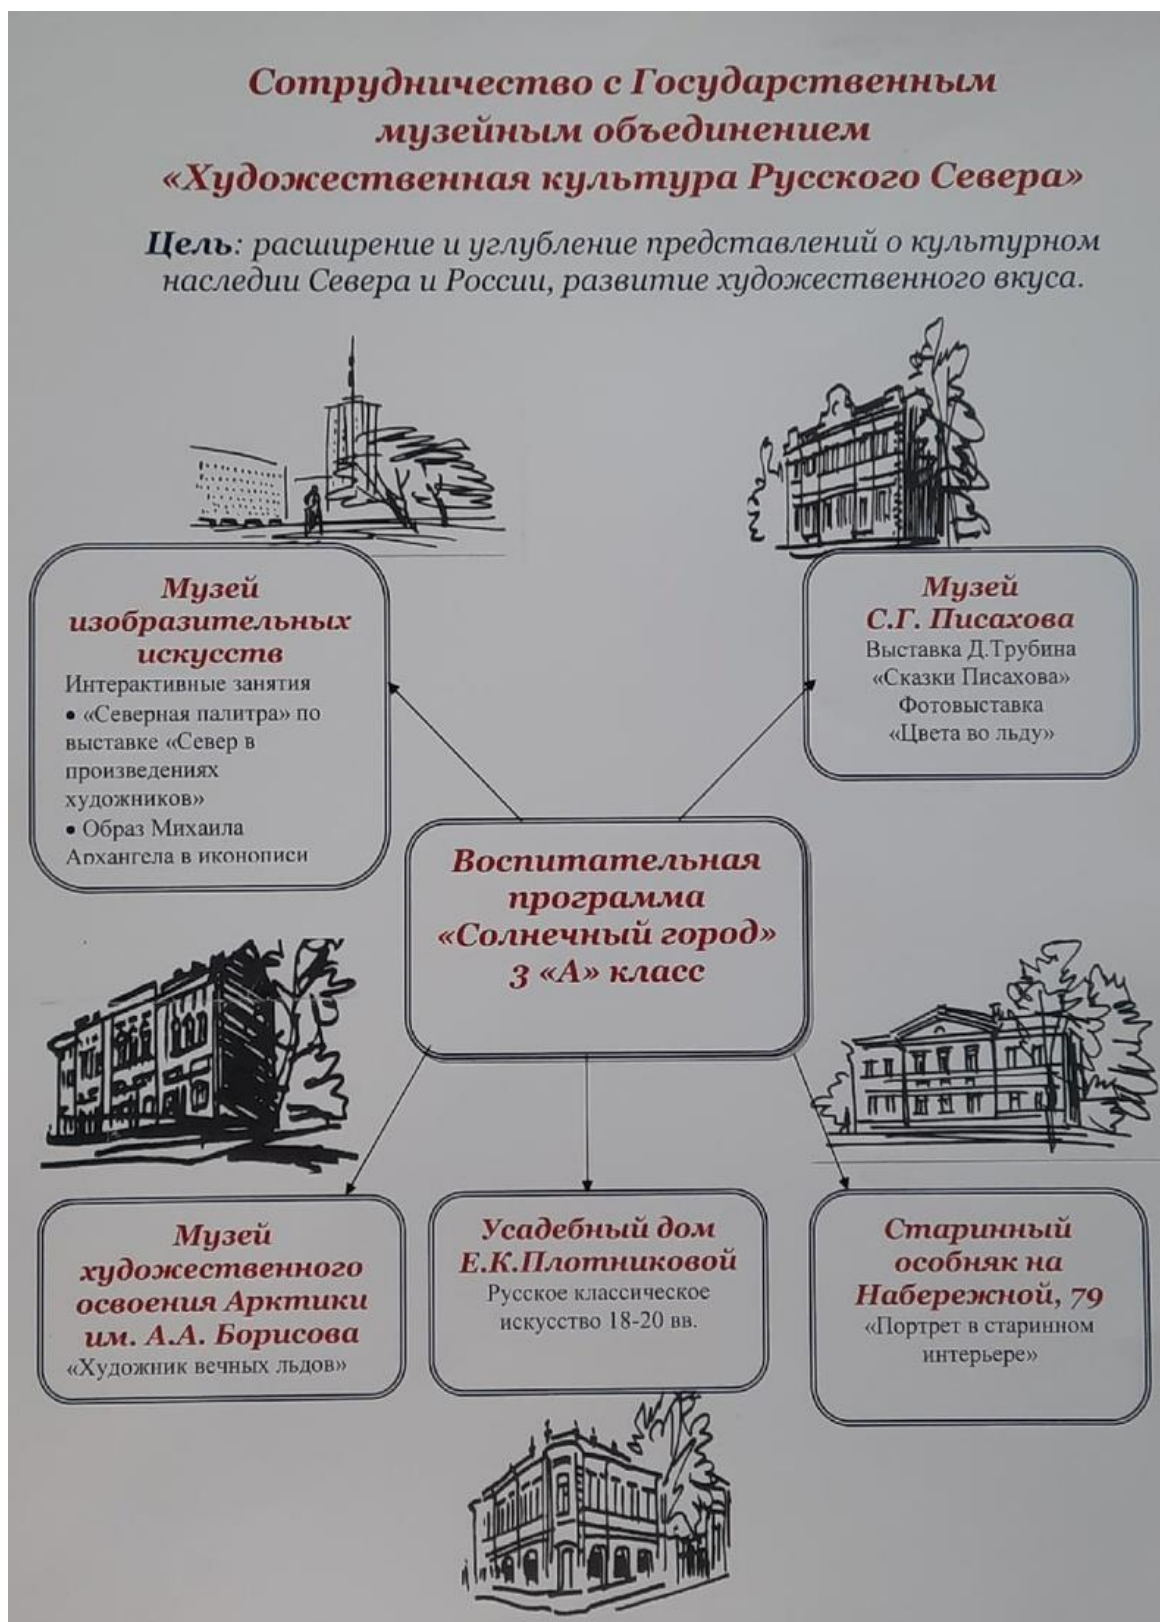 Сотрудничество с Государственным
музейным объединением
«Художественная культура Русского Севера»
Цель: расширение и углубление представлений о культурном
наследии Севера и России, развитие художественного вкуса.
Музей
изобразительных
искусств
Интерактивные занятия
• «Северная палитра» по
выставке «Север в
произведениях
художников»
• Образ Михаила
Архангела в иконописи
Музей
С.Г. Писахова
Выставка Д.Трубина
«Сказки Писахова»
Фотовыставка
«Цвета во льду»
Воспитательная
программа
«Солнечный город»
3 «А» класс
Музей
художественного
освоения Арктики
им. А.А. Борисова
«Художник вечных льдов»
Усадебный дом
Е.К.Плотниковой
Русское классическое
искусство 18-20 вв.
Старинный
особняк на
Набережной, 79
«Портрет в старинном
интерьере»